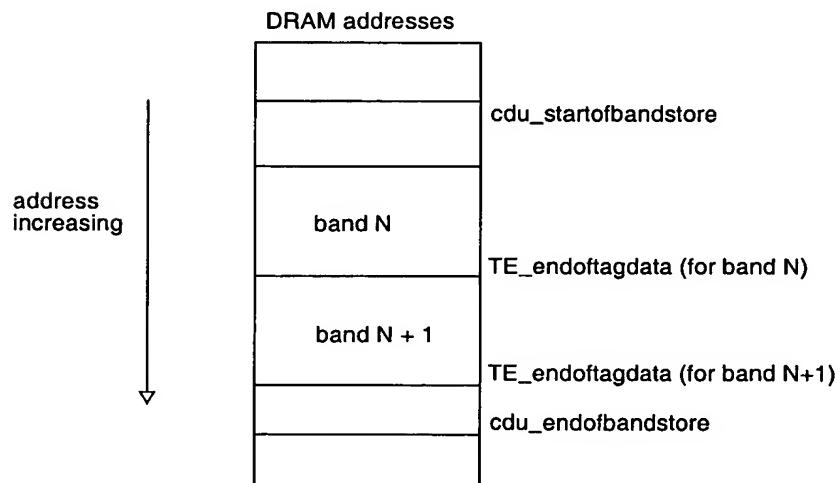 DRAM addresses
cdu_startofbandstore
address
increasing
band N
TE_endoftagdata (for band N)
band N + 1
TE_endoftagdata (for band N+1)
cdu_endofbandstore